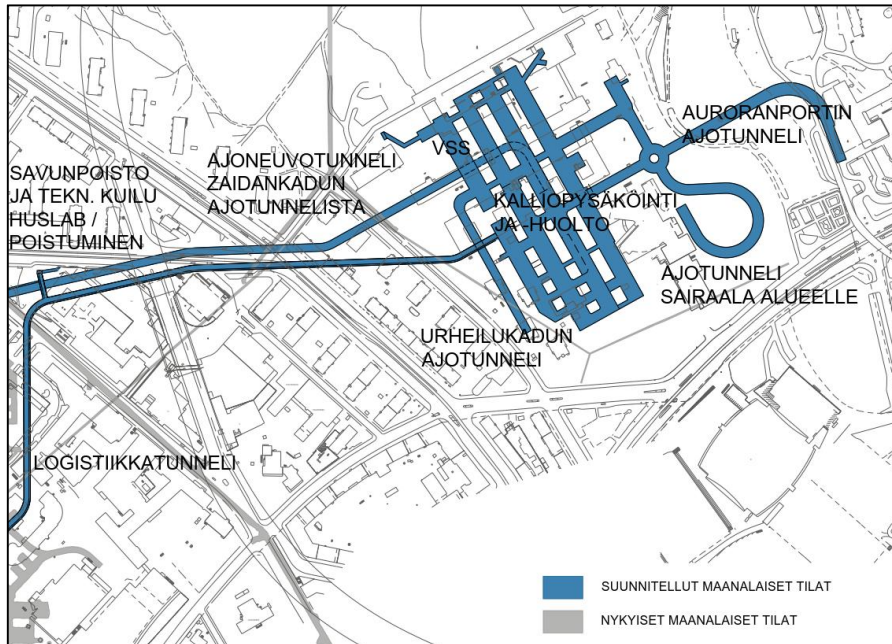 SAVUNPOISTO
JA TEKN. KUILU
HUSLAB /
POISTUMINEN
AJONEUVOTUNNELI
ZAIDANKADUN
AJOTUNNELISTA
VSS
AURORANPORTIN
AJOTUNNELI
KALLIOPYSÄKÖINTI
JA -HUOLTO
AJOTUNNELI
SAIRAALA ALUEELLE
URHEILUKADUN
AJOTUNNELI
LOGISTIIKKATUNNELI
SUUNNITELLUT MAANALAISET TILAT
NYKYISET MAANALAISET TILAT